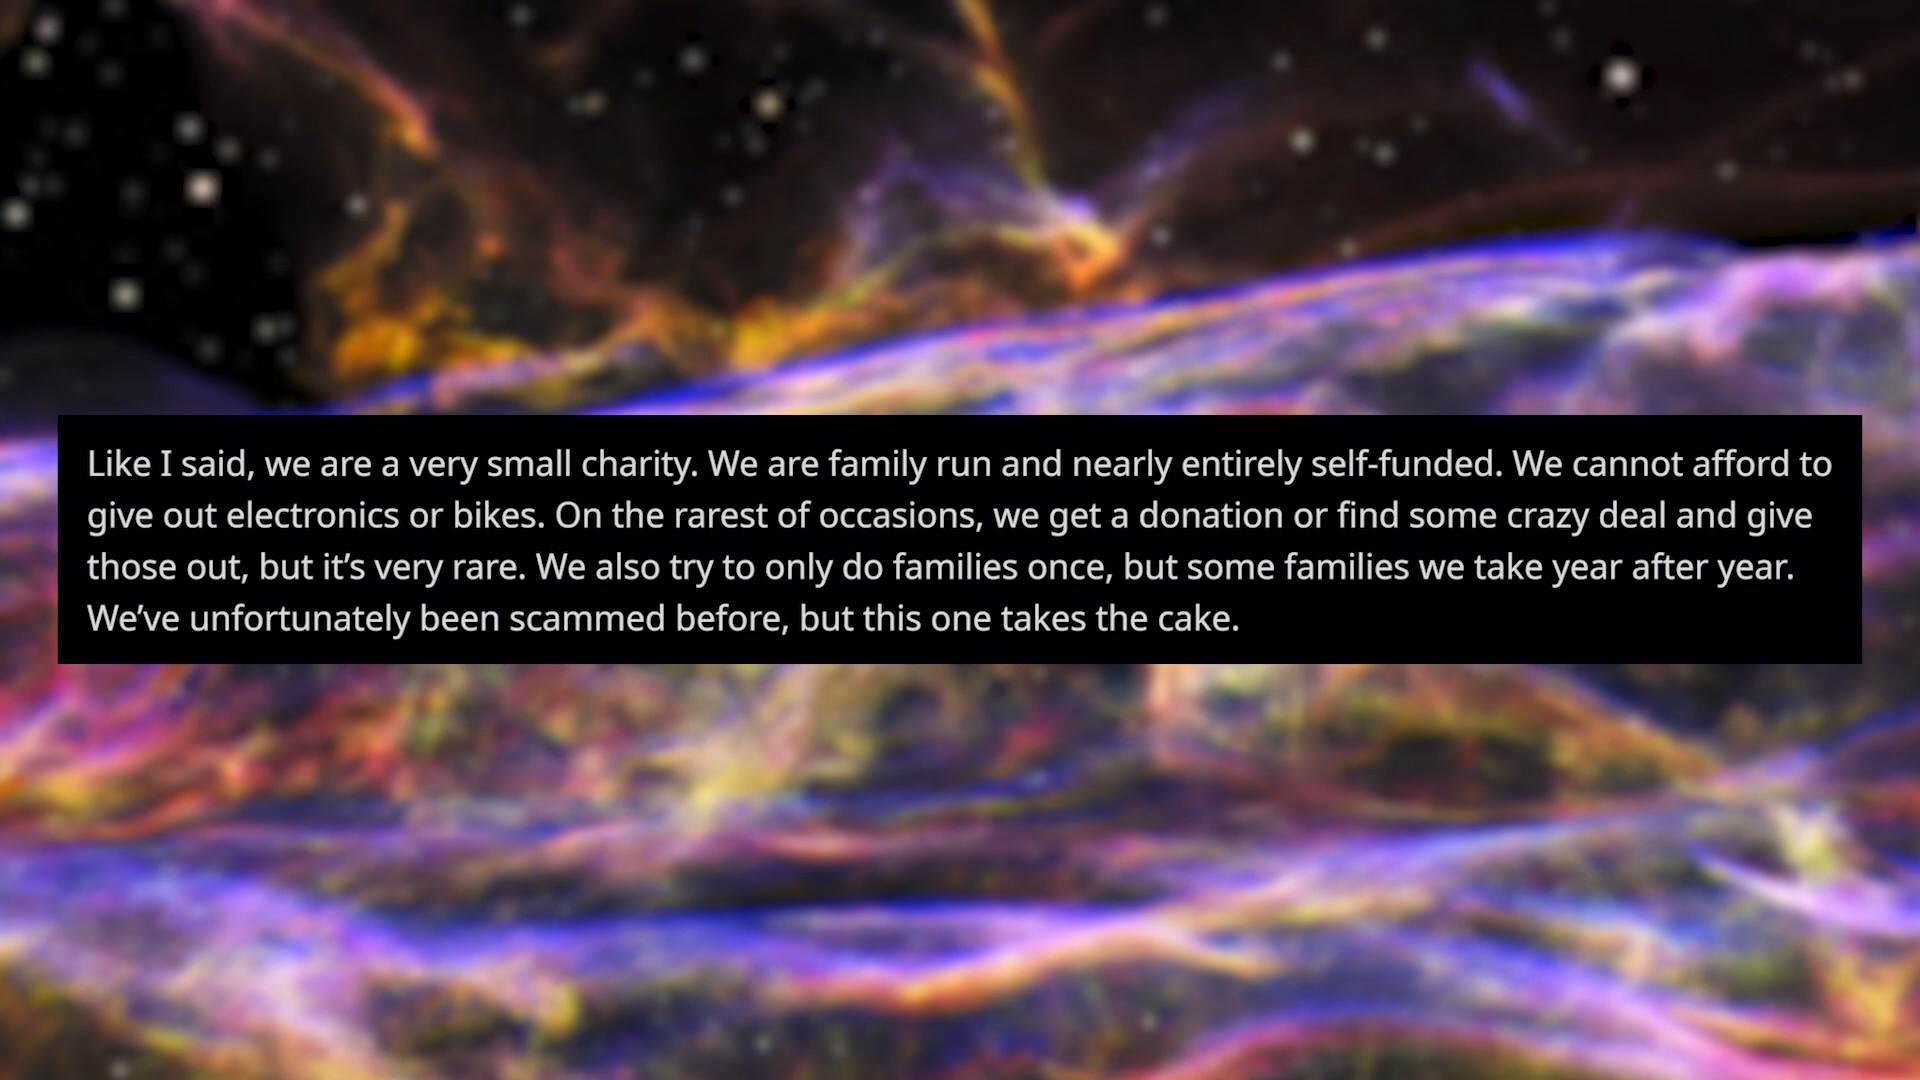 Like I said, we are a very small charity. We are family run and nearly entirely self-funded. We cannot afford to
give out electronics or bikes. On the rarest of occasions, we get a donation or find some crazy deal and give
those out, but it’s very rare. We also try to only do families once, but some families we take year after year.
We’ve unfortunately been scammed before, but this one takes the cake.